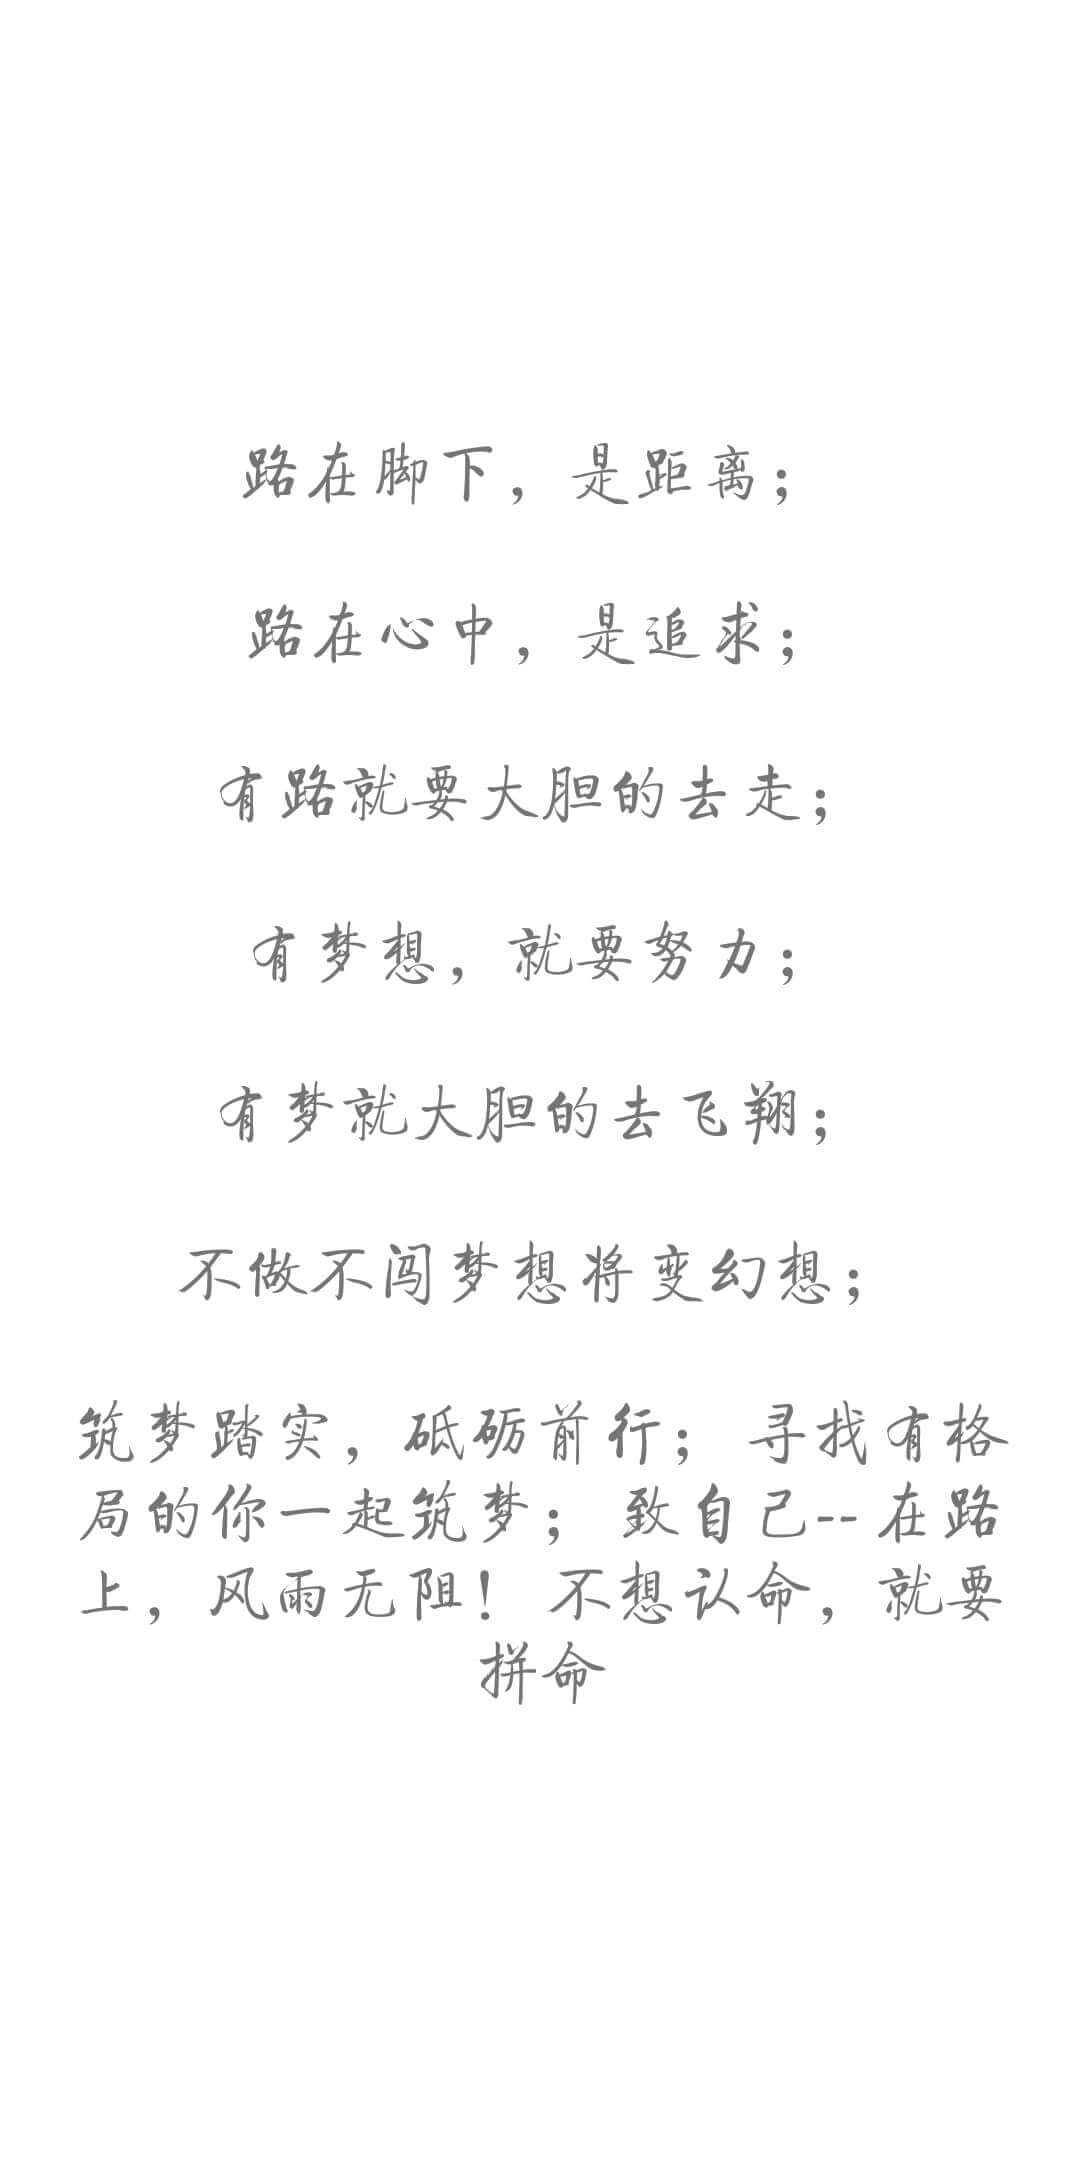 路在脚下，是距离；
路在心中，是追求；
有路就要大胆的去走；
有梦想，就要努力；
有梦就大胆的去飞翔；
不做不闯梦想将变幻想；
筑梦踏实，砥砺前行； 寻找有格
局的你一起筑梦； 致自己--在路
上，风雨无阻！ 不想认命，就要
拼命